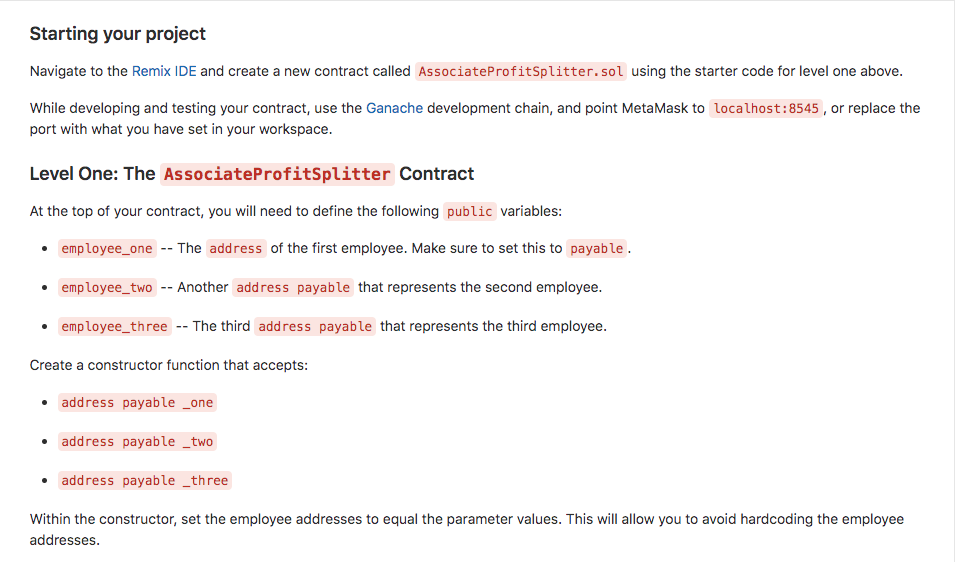 Starting your project
Navigate to the Remix IDE and create a new contract called AssociateProfitSplitter.sol using the starter code for level one above.
While developing and testing your contract, use the Ganache development chain, and point MetaMask to localhost:8545, or replace the
port with what you have set in your workspace.
Level One: The AssociateProfitSplitter Contract
At the top of your contract, you will need to define the following public variables:
• employee_one -- The address of the first employee. Make sure to set this to payable.
• employee_two -- Another address payable that represents the second employee.
• employee_three -- The third address payable that represents the third employee.
Create a constructor function that accepts:
• address payable _one
• address payable _two
• address payable _three
Within the constructor, set the employee addresses to equal the parameter values. This will allow you to avoid hardcoding the employee
addresses.